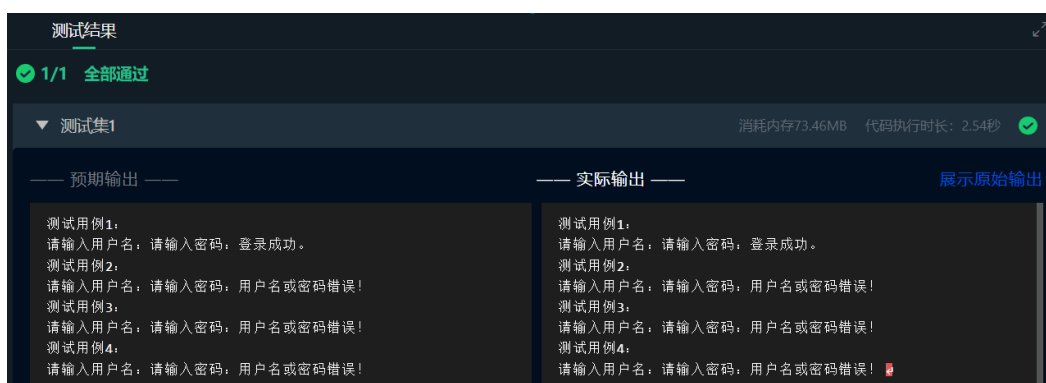 测试结果
1/1 全部通过
测试集1 消耗内存73.46MB 代码执行时长：2.54秒
—— 预期输出 —— —— 实际输出 —— 展示原始输出
测试用例1： 测试用例1：
请输入用户名：请输入密码：登录成功。 请输入用户名：请输入密码：登录成功。
测试用例2： 测试用例2：
请输入用户名：请输入密码：用户名或密码错误！ 请输入用户名：请输入密码：用户名或密码错误！
测试用例3： 测试用例3：
请输入用户名：请输入密码：用户名或密码错误！ 请输入用户名：请输入密码：用户名或密码错误！
测试用例4： 测试用例4：
请输入用户名：请输入密码：用户名或密码错误！ 请输入用户名：请输入密码：用户名或密码错误！